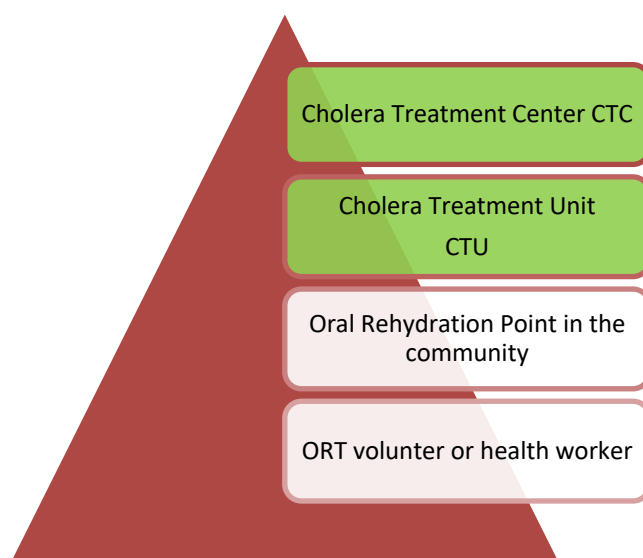 Cholera Treatment Center CTC
Cholera Treatment Unit
CTU
Oral Rehydration Point in the
community
ORT volunter or health worker